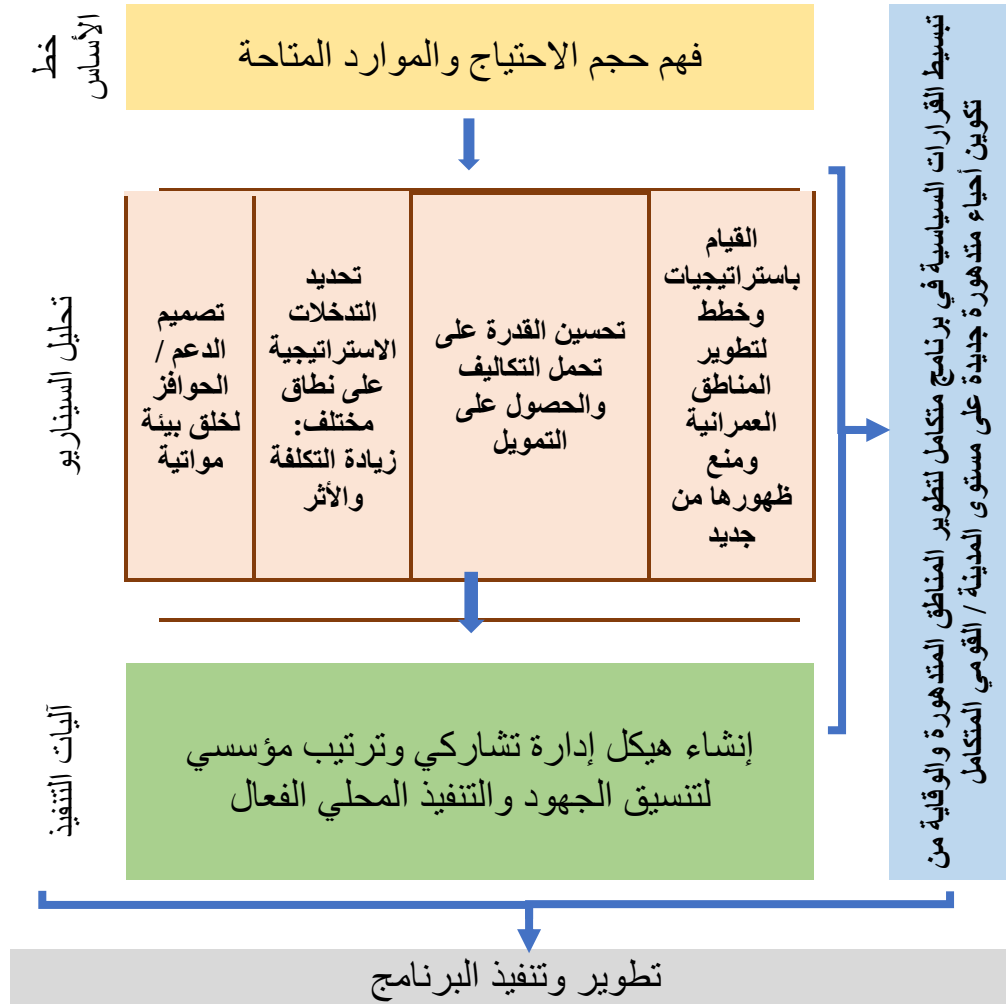 خط
الأساس
فهم حجم الاحتياج والموارد المتاحة
تحليل السيناريو
القيام
باستراتيجيات
وخطط
لتطوير
المناطق
العمرانية
ومنع
ظهورها من
جديد
تحسين القدرة على
تحمل التكاليف
والحصول على
التمويل
تحديد
التدخلات
الاستراتيجية
على نطاق
مختلف:
زيادة التكلفة
والأثر
تصميم
الدعم /
الحوافز
لخلق بيئة
مواتية
آليات التنفيذ
إنشاء هيكل إدارة تشاركي وترتيب مؤسسي
لتنسيق الجهود والتنفيذ المحلي الفعال
تبسيط القرارات السياسية في برنامج متكامل لتطوير المناطق المتدهورة والوقاية من
تكوين أحياء متدهورة جديدة على مستوى المدينة / القومي المتكامل
تطوير وتنفيذ البرنامج